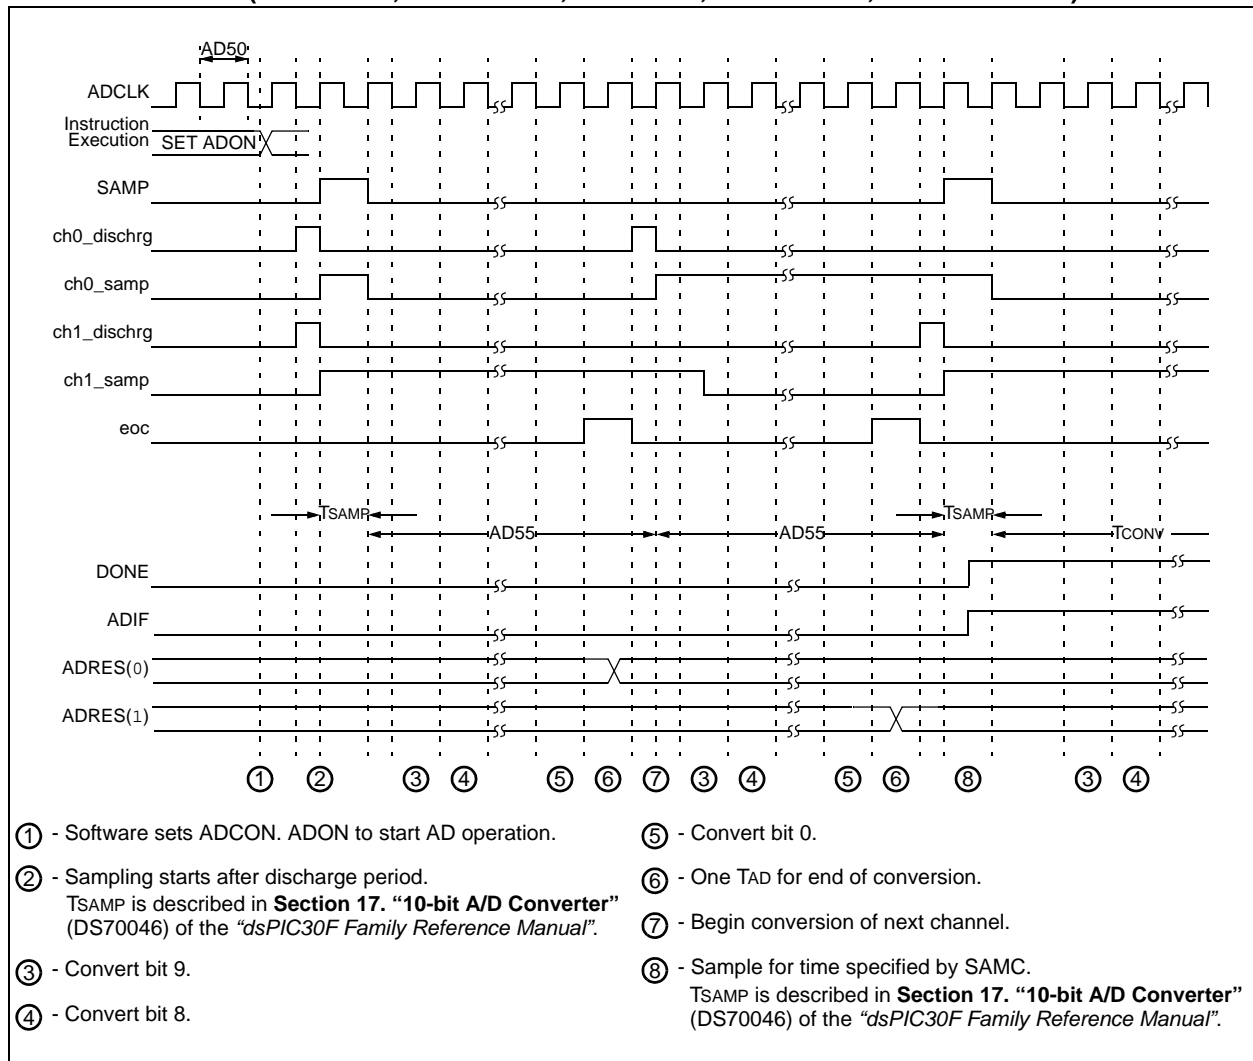 AD50
ADCLK
Instruction
Execution SET ADON
SAMP
ch0_dischrg
ch0_samp
ch1_dischrg
ch1_samp
eoc
TSAMP TSAMP
AD55 AD55 TCONV
DONE
ADIF
ADRES(0)
ADRES(1)
1 2 3 4 5 6 7 3 4 5 6 8 3 4
1 - Software sets ADCON. ADON to start AD operation.
2 - Sampling starts after discharge period.
TSAMP is described in Section 17. “10-bit A/D Converter”
(DS70046) of the “dsPIC30F Family Reference Manual”.
3 - Convert bit 9.
4 - Convert bit 8.
5 - Convert bit 0.
6 - One TAD for end of conversion.
7 - Begin conversion of next channel.
8 - Sample for time specified by SAMC.
TSAMP is described in Section 17. “10-bit A/D Converter”
(DS70046) of the “dsPIC30F Family Reference Manual”.